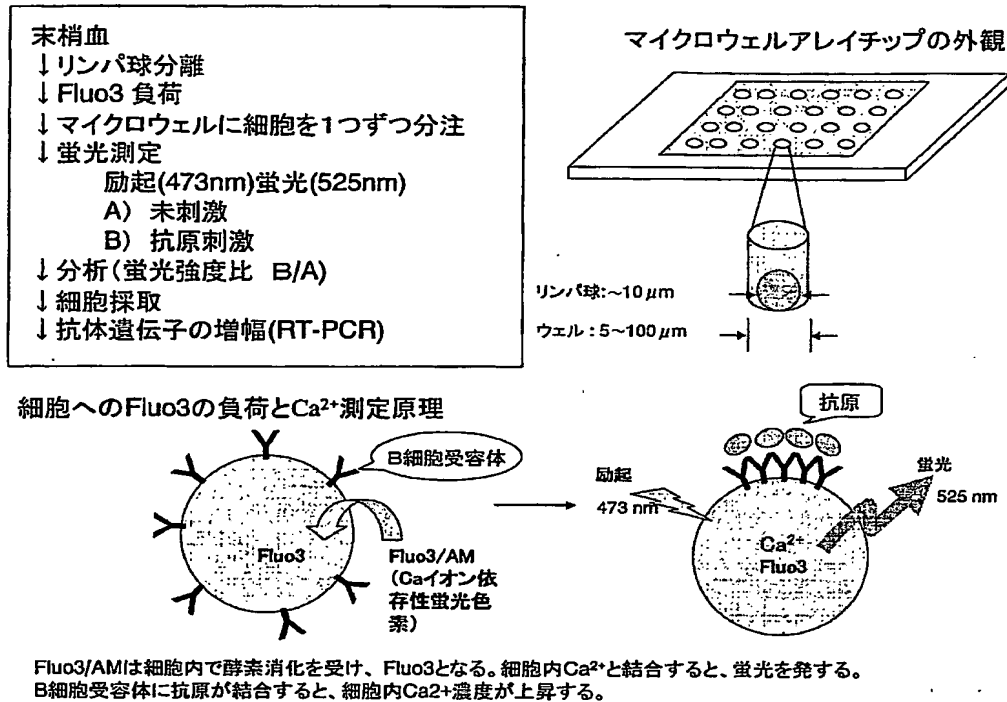 末梢血
↓リンパ球分離
↓Fluo3 負荷
↓マイクロウェルに細胞を1つずつ分注
↓蛍光測定
励起(473nm)蛍光(525nm)
A) 未刺激
B) 抗原刺激
↓分析(蛍光強度比 B/A)
↓細胞採取
↓抗体遺伝子の増幅(RT-PCR)
マイクロウェルアレイチップの外観
リンパ球:~10μm
ウェル:5~100μm
細胞へのFluo3の負荷とCa²⁺測定原理
B細胞受容体
Fluo3
Fluo3/AM
(Caイオン依
存性蛍光色
素)
抗原
励起
473 nm
蛍光
525 nm
Ca²⁺
Fluo3
Fluo3/AMは細胞内で酵素消化を受け、Fluo3となる。細胞内Ca²⁺と結合すると、蛍光を発する。
B細胞受容体に抗原が結合すると、細胞内Ca2+濃度が上昇する。